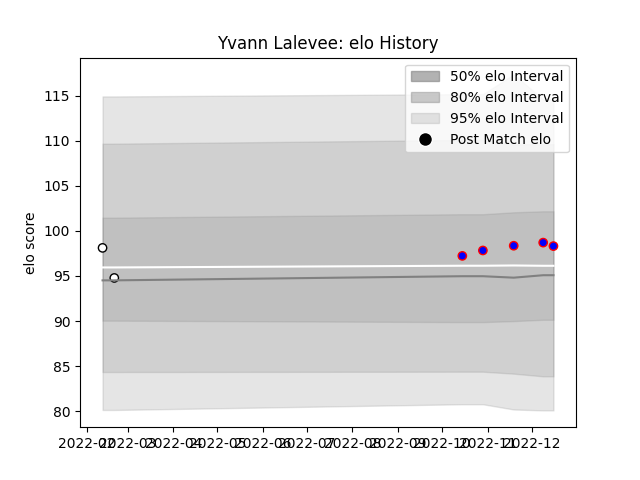 Yvann Lalevee: elo History
50% elo Interval
80% elo Interval
95% elo Interval
Post Match elo
elo score
115
110
105
100
95
90
85
80
2022-02 2022-03 2022-04 2022-05 2022-06 2022-07 2022-08 2022-09 2022-10 2022-11 2022-12